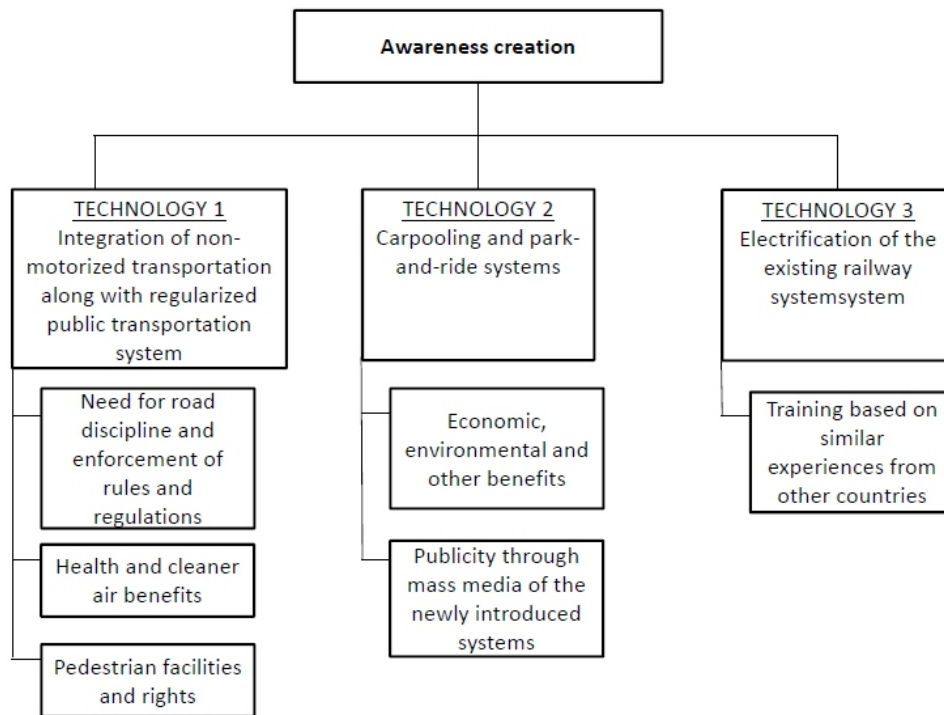 Awareness creation
TECHNOLOGY 1
Integration of non-
motorized transportation
along with regularized
public transportation
system
Need for road
discipline and
enforcement of
rules and
regulations
Health and cleaner
air benefits
Pedestrian facilities
and rights
TECHNOLOGY 2
Carpooling and park-
and-ride systems
Economic,
environmental and
other benefits
Publicity through
mass media of the
newly introduced
systems
TECHNOLOGY 3
Electrification of the
existing railway
systemsystem
Training based on
similar
experiences from
other countries